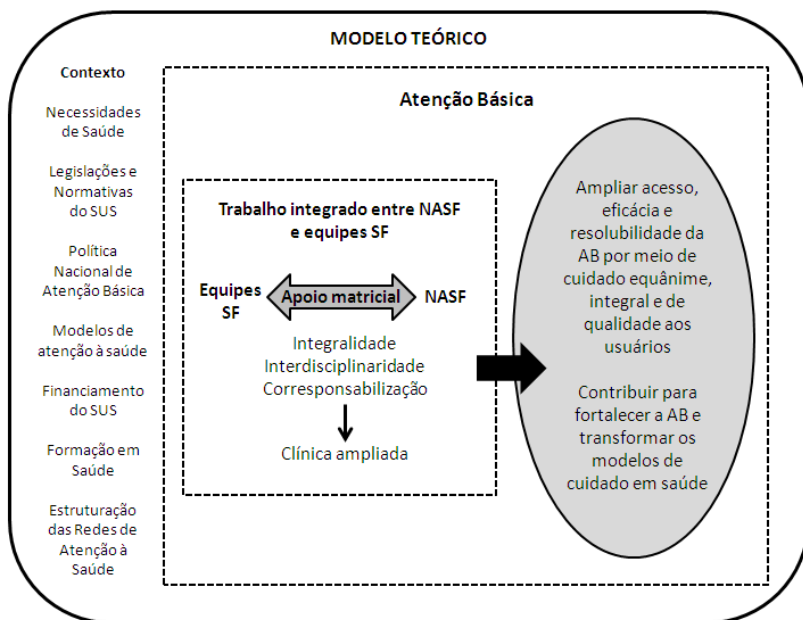 MODELO TEÓRICO
Contexto
Necessidades
de Saúde
Legislações e
Normativas
do SUS
Política
Nacional de
Atenção Básica
Modelos de
atenção à saúde
Financiamento
do SUS
Formação em
Saúde
Estruturação
das Redes de
Atenção à
Saúde
Atenção Básica
Trabalho integrado entre NASF
e equipes SF
Equipes
SF
Apoio matricial
NASF
Integralidade
Interdisciplinaridade
Corresponsabilização
Clínica ampliada
Ampliar acesso,
eficácia e
resolubilidade da
AB por meio de
cuidado equânime,
integral e de
qualidade aos
usuários
Contribuir para
fortalecer a AB e
transformar os
modelos de
cuidado em saúde